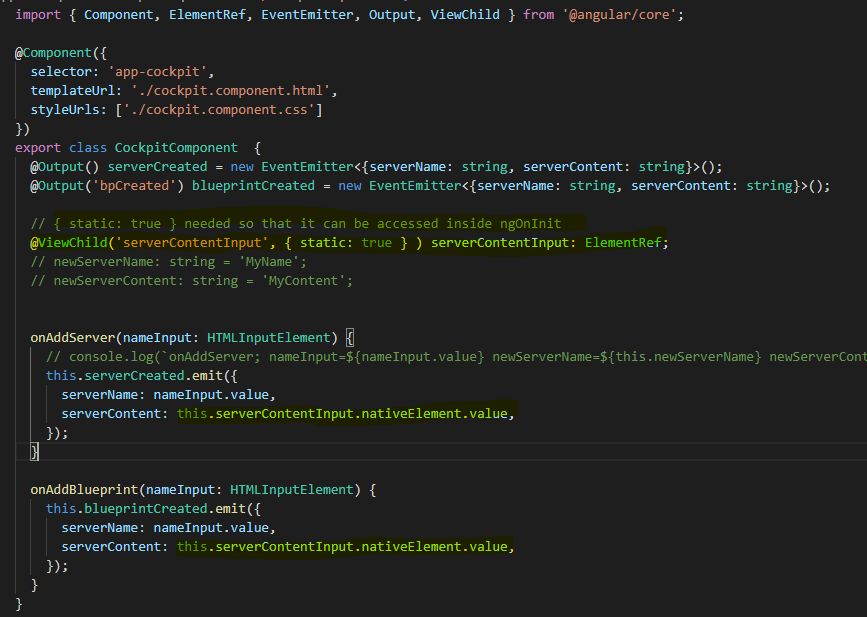 import { Component, ElementRef, EventEmitter, Output, ViewChild } from '@angular/core';
@Component({
selector: 'app-cockpit',
templateUrl: './cockpit.component.html',
styleUrls: ['./cockpit.component.css']
})
export class CockpitComponent  {
@Output() serverCreated = new EventEmitter<{serverName: string, serverContent: string}>();
@Output('bpCreated') blueprintCreated = new EventEmitter<{serverName: string, serverContent: string}>();
// { static: true } needed so that it can be accessed inside ngOnInit
@ViewChild('serverContentInput', { static: true } ) serverContentInput: ElementRef;
// newServerName: string = 'MyName';
// newServerContent: string = 'MyContent';
onAddServer(nameInput: HTMLInputElement) {
// console.log(`onAddServer; nameInput=${nameInput.value} newServerName=${this.newServerName} newServerCont
this.serverCreated.emit({
serverName: nameInput.value,
serverContent: this.serverContentInput.nativeElement.value,
});
}
onAddBlueprint(nameInput: HTMLInputElement) {
this.blueprintCreated.emit({
serverName: nameInput.value,
serverContent: this.serverContentInput.nativeElement.value,
});
}
}